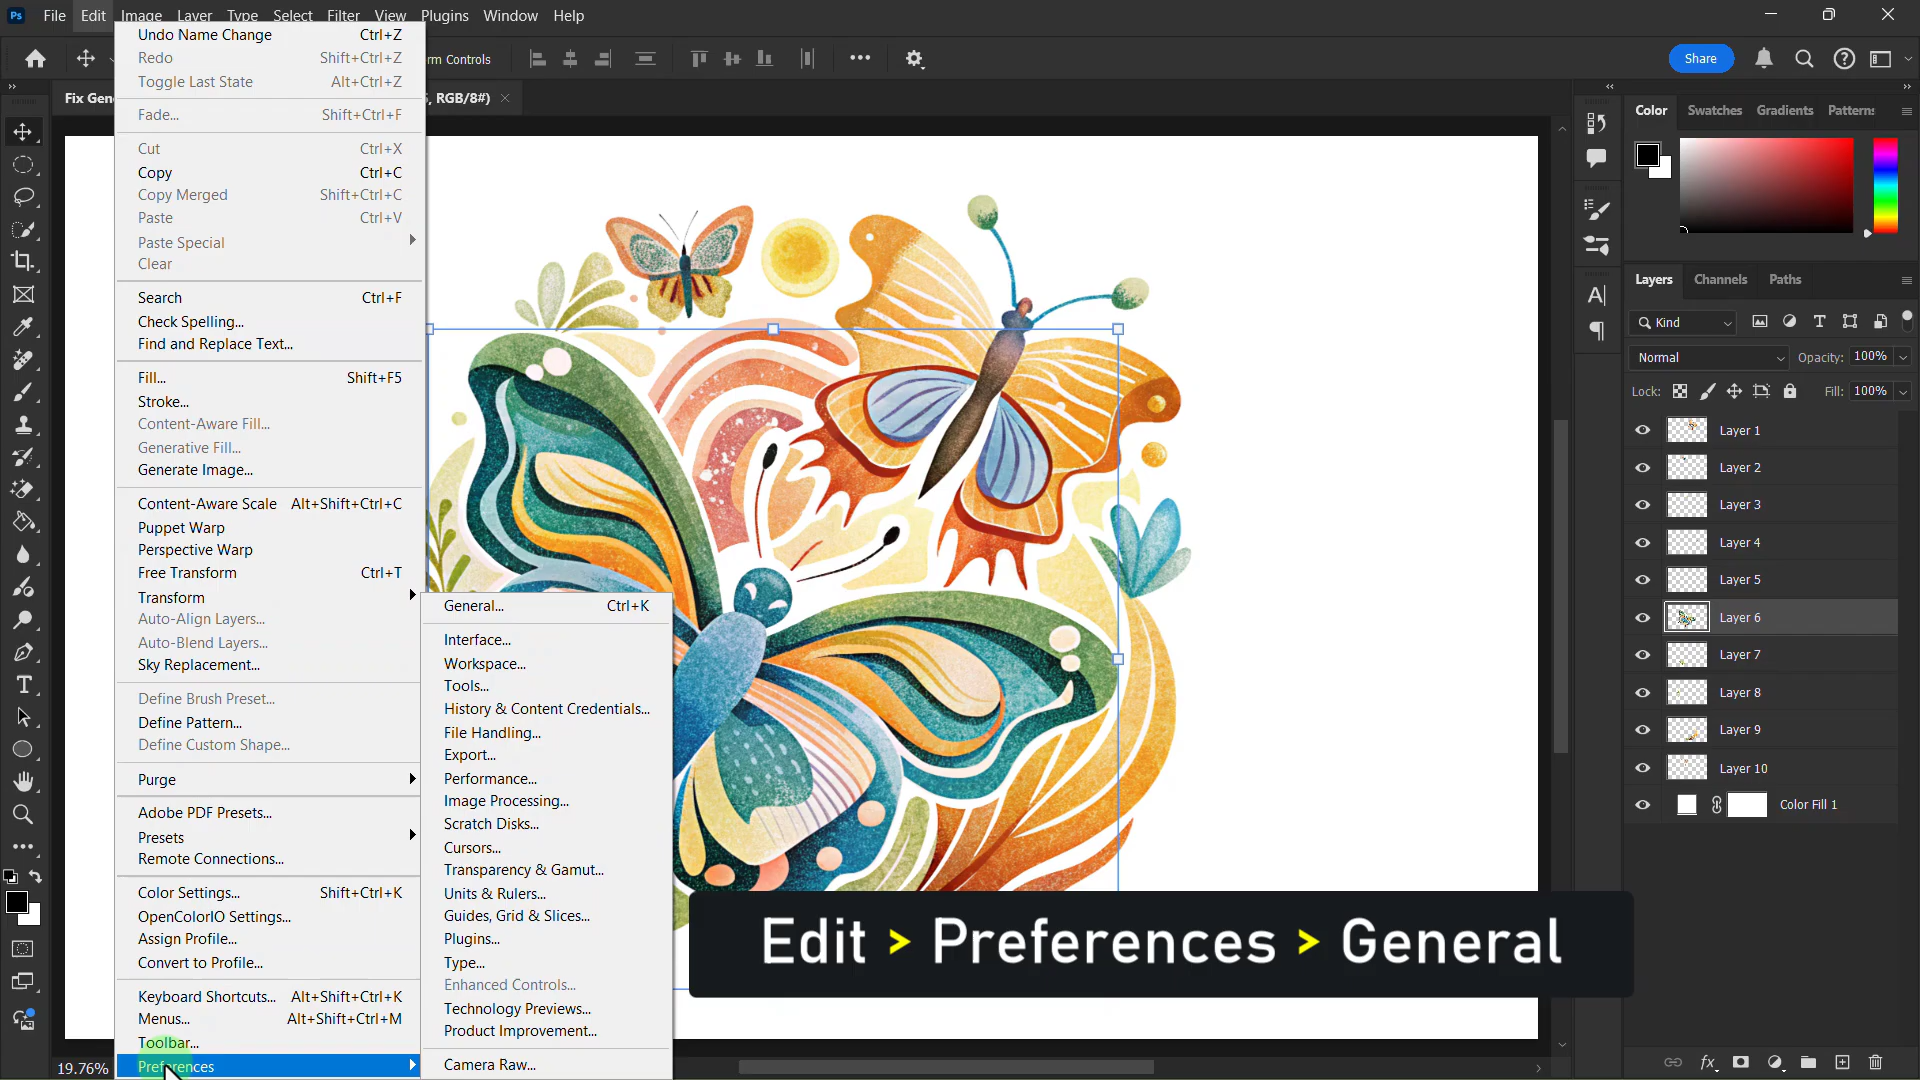 Ps File Edit Image Layer Type Select Filter View Plugins Window Help
rm Controls
Share
Fix Gen
, RGB/8#)
Undo Name Change Ctrl+Z
Redo Shift+Ctrl+Z
Toggle Last State Alt+Ctrl+Z
Fade... Shift+Ctrl+F
Cut Ctrl+X
Copy Ctrl+C
Copy Merged Shift+Ctrl+C
Paste Ctrl+V
Paste Special
Clear
Search Ctrl+F
Check Spelling...
Find and Replace Text...
Fill... Shift+F5
Stroke...
Content-Aware Fill...
Generative Fill...
Generate Image...
Content-Aware Scale Alt+Shift+Ctrl+C
Puppet Warp
Perspective Warp
Free Transform Ctrl+T
Transform
Auto-Align Layers...
Auto-Blend Layers...
Sky Replacement...
Define Brush Preset...
Define Pattern...
Define Custom Shape...
Purge
Adobe PDF Presets...
Presets
Remote Connections...
Color Settings... Shift+Ctrl+K
OpenColorIO Settings...
Assign Profile...
Convert to Profile...
Keyboard Shortcuts... Alt+Shift+Ctrl+K
Menus... Alt+Shift+Ctrl+M
Toolbar...
Preferences
General... Ctrl+K
Interface...
Workspace...
Tools...
History & Content Credentials...
File Handling...
Export...
Performance...
Image Processing...
Scratch Disks...
Cursors...
Transparency & Gamut...
Units & Rulers...
Guides, Grid & Slices...
Plugins...
Type...
Enhanced Controls...
Technology Previews...
Product Improvement...
Camera Raw...
Edit > Preferences > General
19.76%
Color Swatches Gradients Patterns
Layers Channels Paths
Kind
Normal Opacity: 100%
Lock: Fill: 100%
Layer 1
Layer 2
Layer 3
Layer 4
Layer 5
Layer 6
Layer 7
Layer 8
Layer 9
Layer 10
Color Fill 1
fx